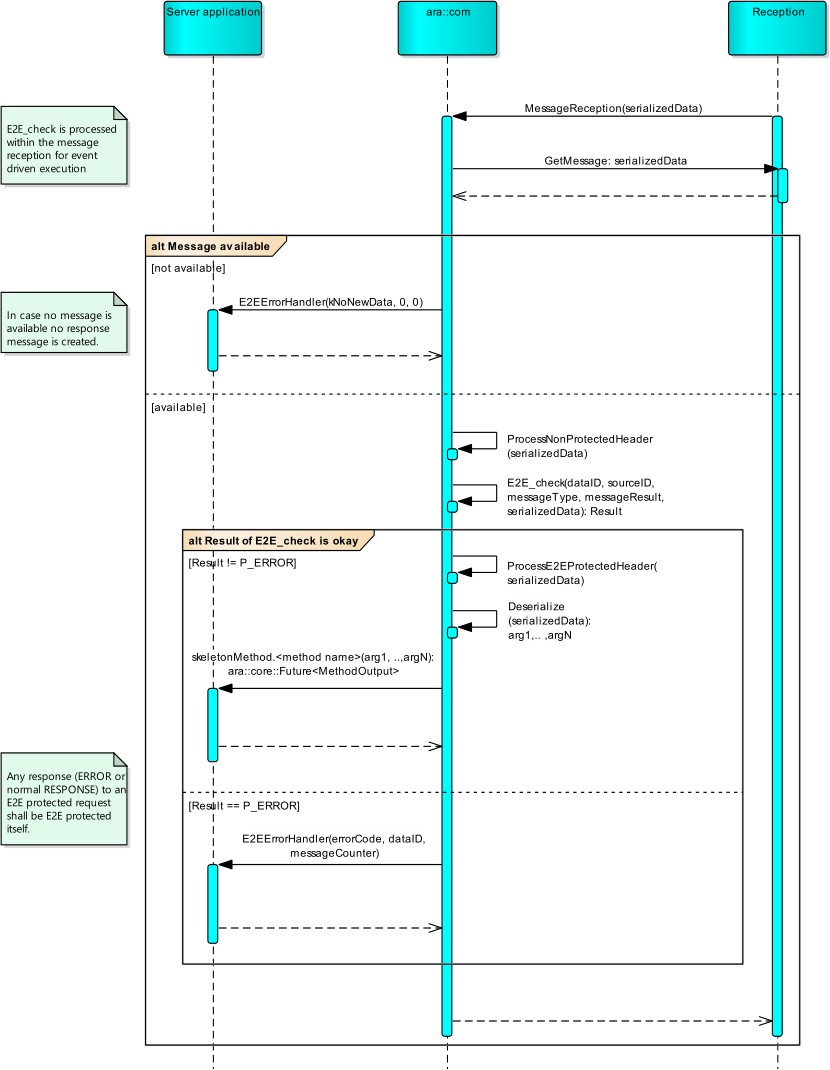 Server application
ara::com
Reception
MessageReception(serializedData)
E2E_check is processed
within the message
reception for event
driven execution
GetMessage: serializedData
alt Message available
[not available]
E2EErrorHandler(kNoNewData, 0, 0)
In case no message is
available no response
message is created.
[available]
ProcessNonProtectedHeader
(serializedData)
E2E_check(dataID, sourceID,
messageType, messageResult,
serializedData): Result
alt Result of E2E_check is okay
[Result != P_ERROR]
ProcessE2EProtectedHeader(
serializedData)
Deserialize
(serializedData):
arg1,.. ,argN
skeletonMethod.<method name>(arg1, ..,argN):
ara::core::Future<MethodOutput>
Any response (ERROR or
normal RESPONSE) to an
E2E protected request
shall be E2E protected
itself.
[Result == P_ERROR]
E2EErrorHandler(errorCode, dataID,
messageCounter)